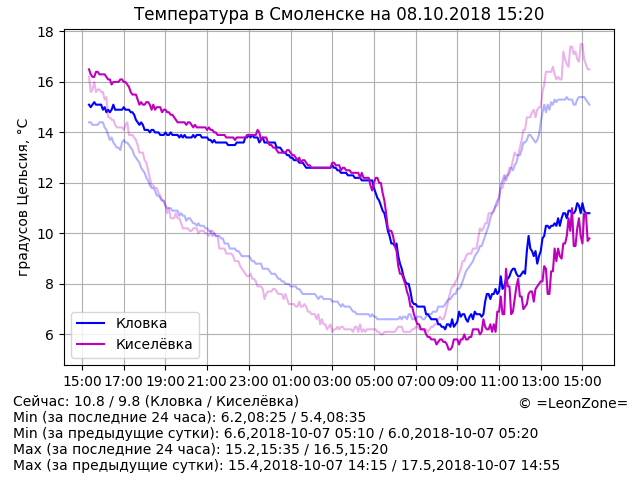 Температура в Смоленске на 08.10.2018 15:20
18
16
14
12
10
8
6
градусов Цельсия, °C
Кловка
Киселёвка
15:00 17:00 19:00 21:00 23:00 01:00 03:00 05:00 07:00 09:00 11:00 13:00 15:00
Сейчас: 10.8 / 9.8 (Кловка / Киселёвка)
© =LeonZone=
Min (за последние 24 часа): 6.2,08:25 / 5.4,08:35
Min (за предыдущие сутки): 6.6,2018-10-07 05:10 / 6.0,2018-10-07 05:20
Max (за последние 24 часа): 15.2,15:35 / 16.5,15:20
Max (за предыдущие сутки): 15.4,2018-10-07 14:15 / 17.5,2018-10-07 14:55